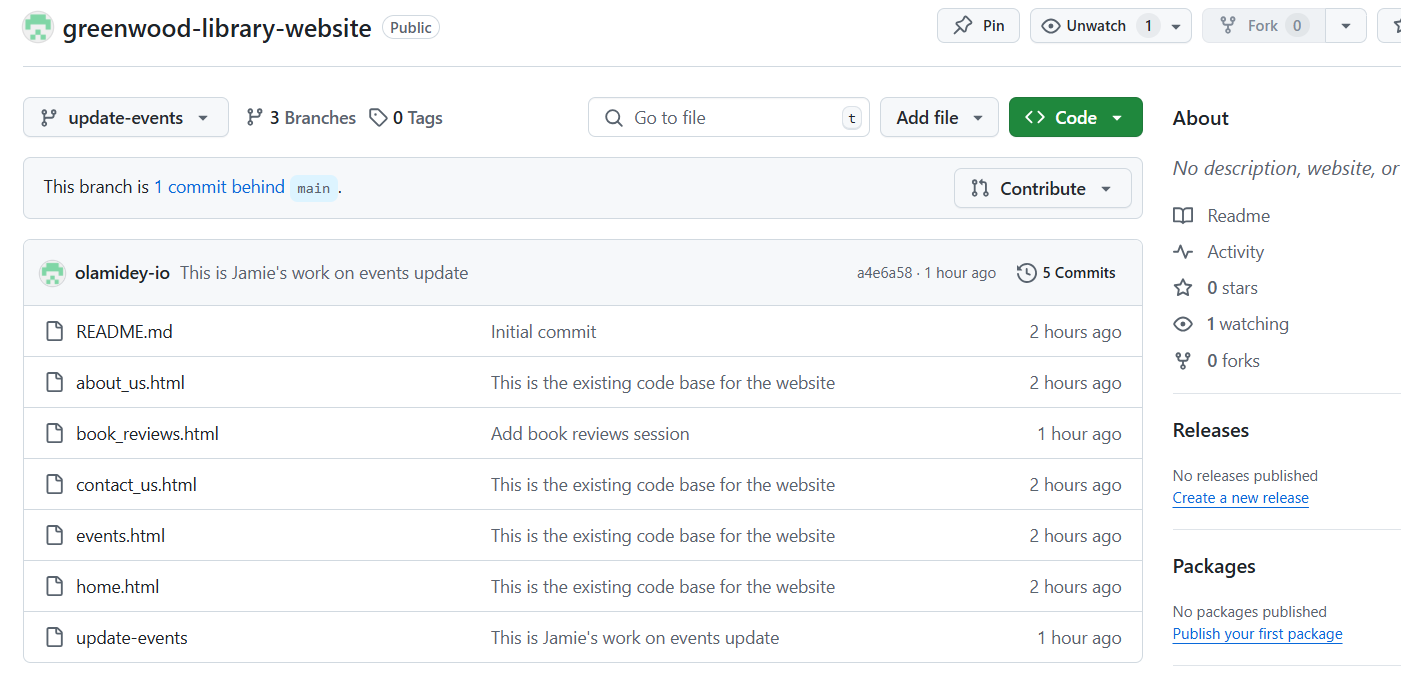 greenwood-library-website Public Pin Unwatch 1 Fork 0
update-events 3 Branches 0 Tags Go to file t Add file Code
This branch is 1 commit behind main . Contribute
olamidey-io This is Jamie's work on events update a4e6a58 · 1 hour ago 5 Commits
README.md Initial commit 2 hours ago
about_us.html This is the existing code base for the website 2 hours ago
book_reviews.html Add book reviews session 1 hour ago
contact_us.html This is the existing code base for the website 2 hours ago
events.html This is the existing code base for the website 2 hours ago
home.html This is the existing code base for the website 2 hours ago
update-events This is Jamie's work on events update 1 hour ago
About
No description, website, or
Readme
Activity
0 stars
1 watching
0 forks
Releases
No releases published
Create a new release
Packages
No packages published
Publish your first package